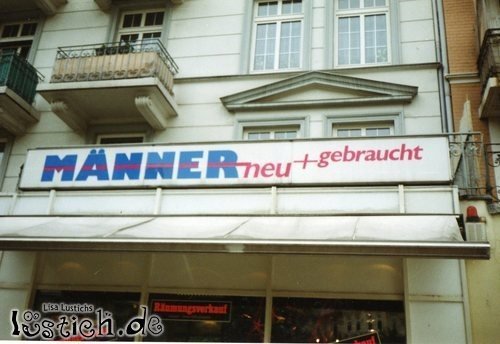 MÄNNER neu + gebraucht
Räumungsverkauf
Lisa Lustichs
lustich.de